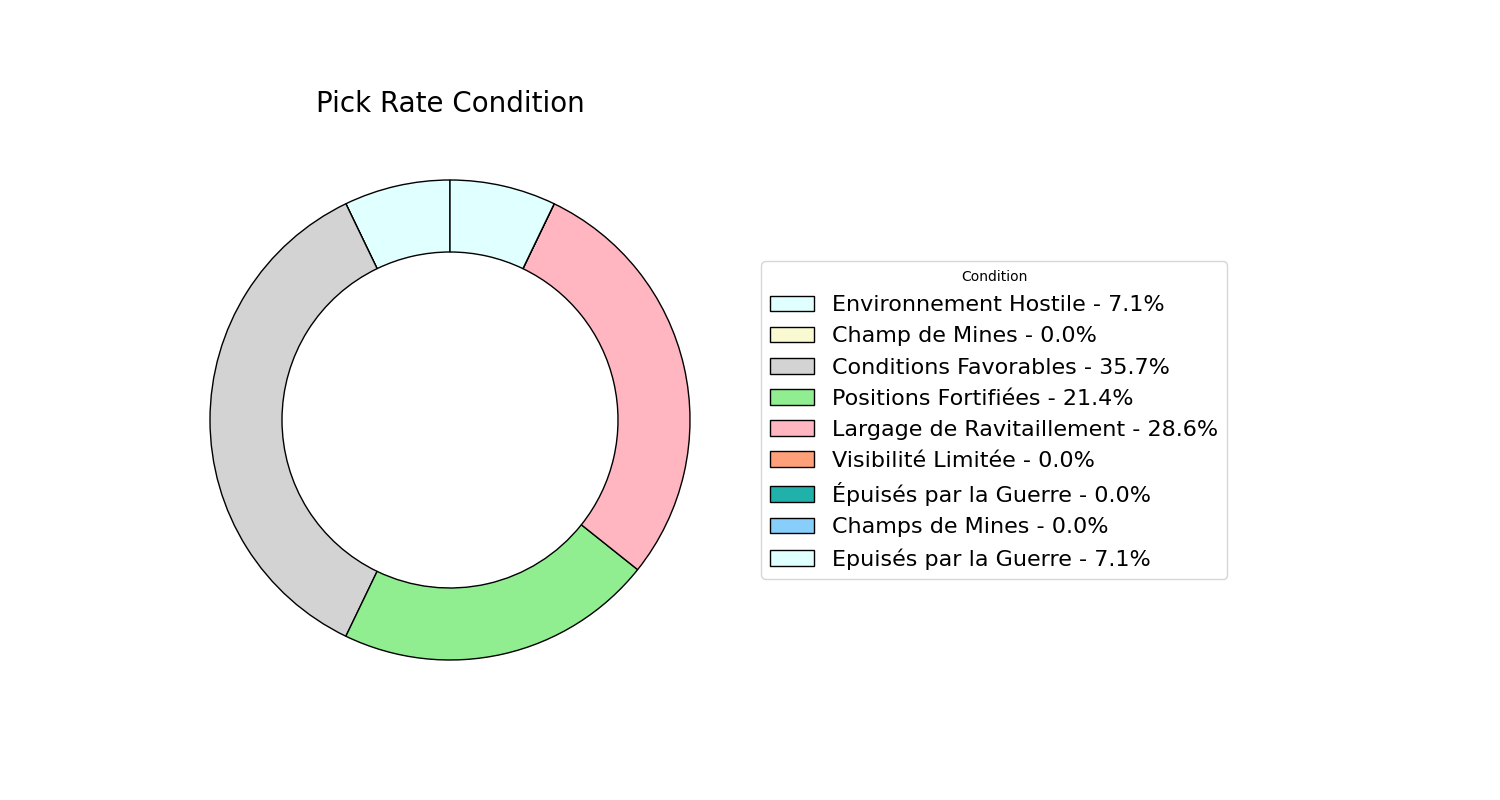 Pick Rate Condition
Condition
Environnement Hostile - 7.1%
Champ de Mines - 0.0%
Conditions Favorables - 35.7%
Positions Fortifiées - 21.4%
Largage de Ravitaillement - 28.6%
Visibilité Limitée - 0.0%
Épuisés par la Guerre - 0.0%
Champs de Mines - 0.0%
Epuisés par la Guerre - 7.1%